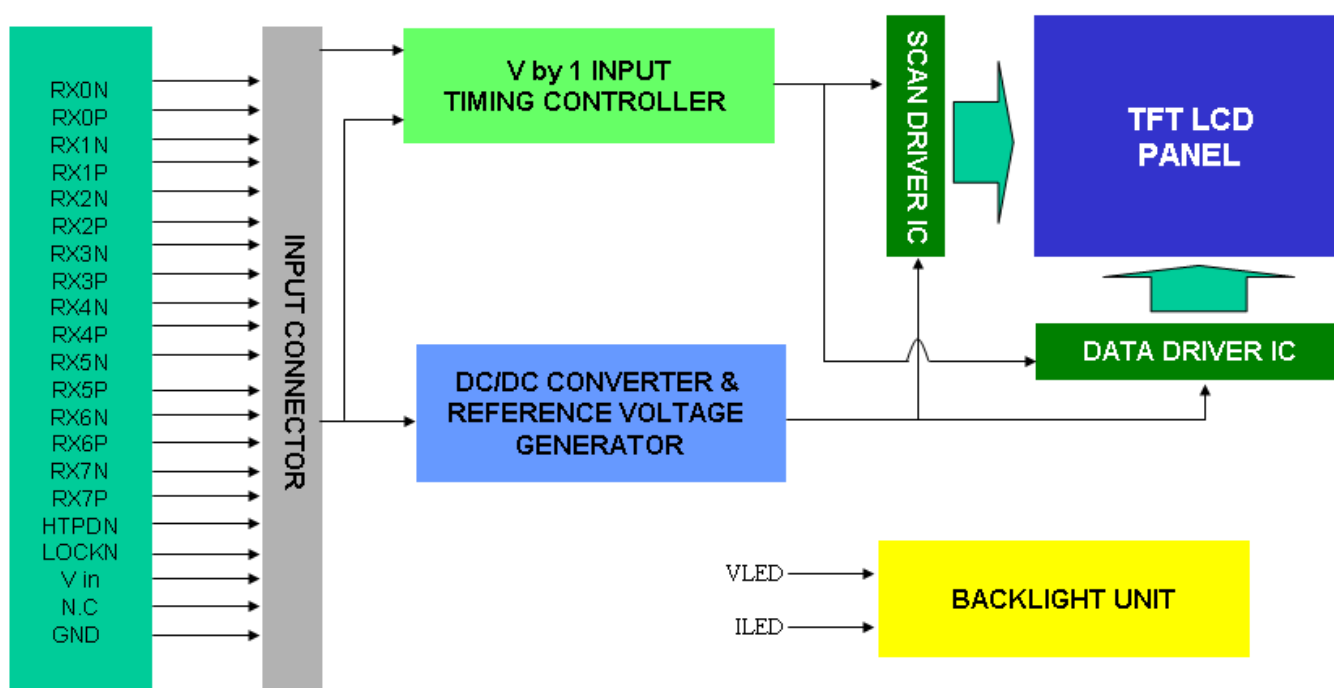 RX0N
RX0P
RX1N
RX1P
RX2N
RX2P
RX3N
RX3P
RX4N
RX4P
RX5N
RX5P
RX6N
RX6P
RX7N
RX7P
HTPDN
LOCKN
V in
N.C
GND
INPUT CONNECTOR
V by 1 INPUT
TIMING CONTROLLER
DC/DC CONVERTER &
REFERENCE VOLTAGE
GENERATOR
SCAN DRIVER IC
TFT LCD
PANEL
DATA DRIVER IC
VLED
ILED
BACKLIGHT UNIT